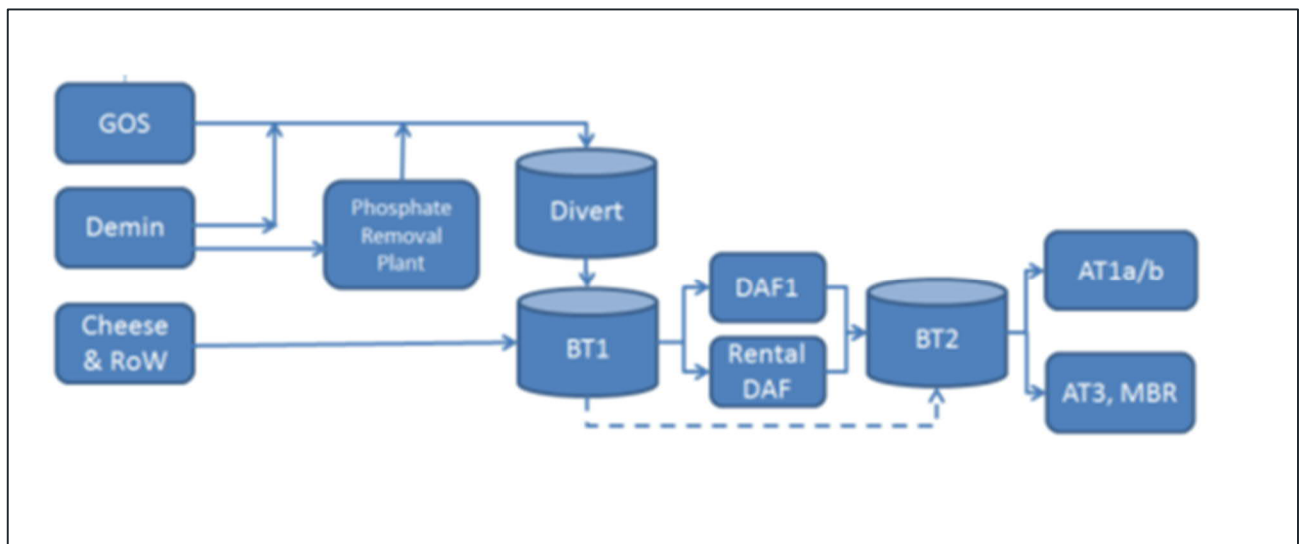 GOS
Demin
Phosphate
Removal
Plant
Cheese
& RoW
Divert
BT1
DAF1
Rental
DAF
BT2
AT1a/b
AT3, MBR